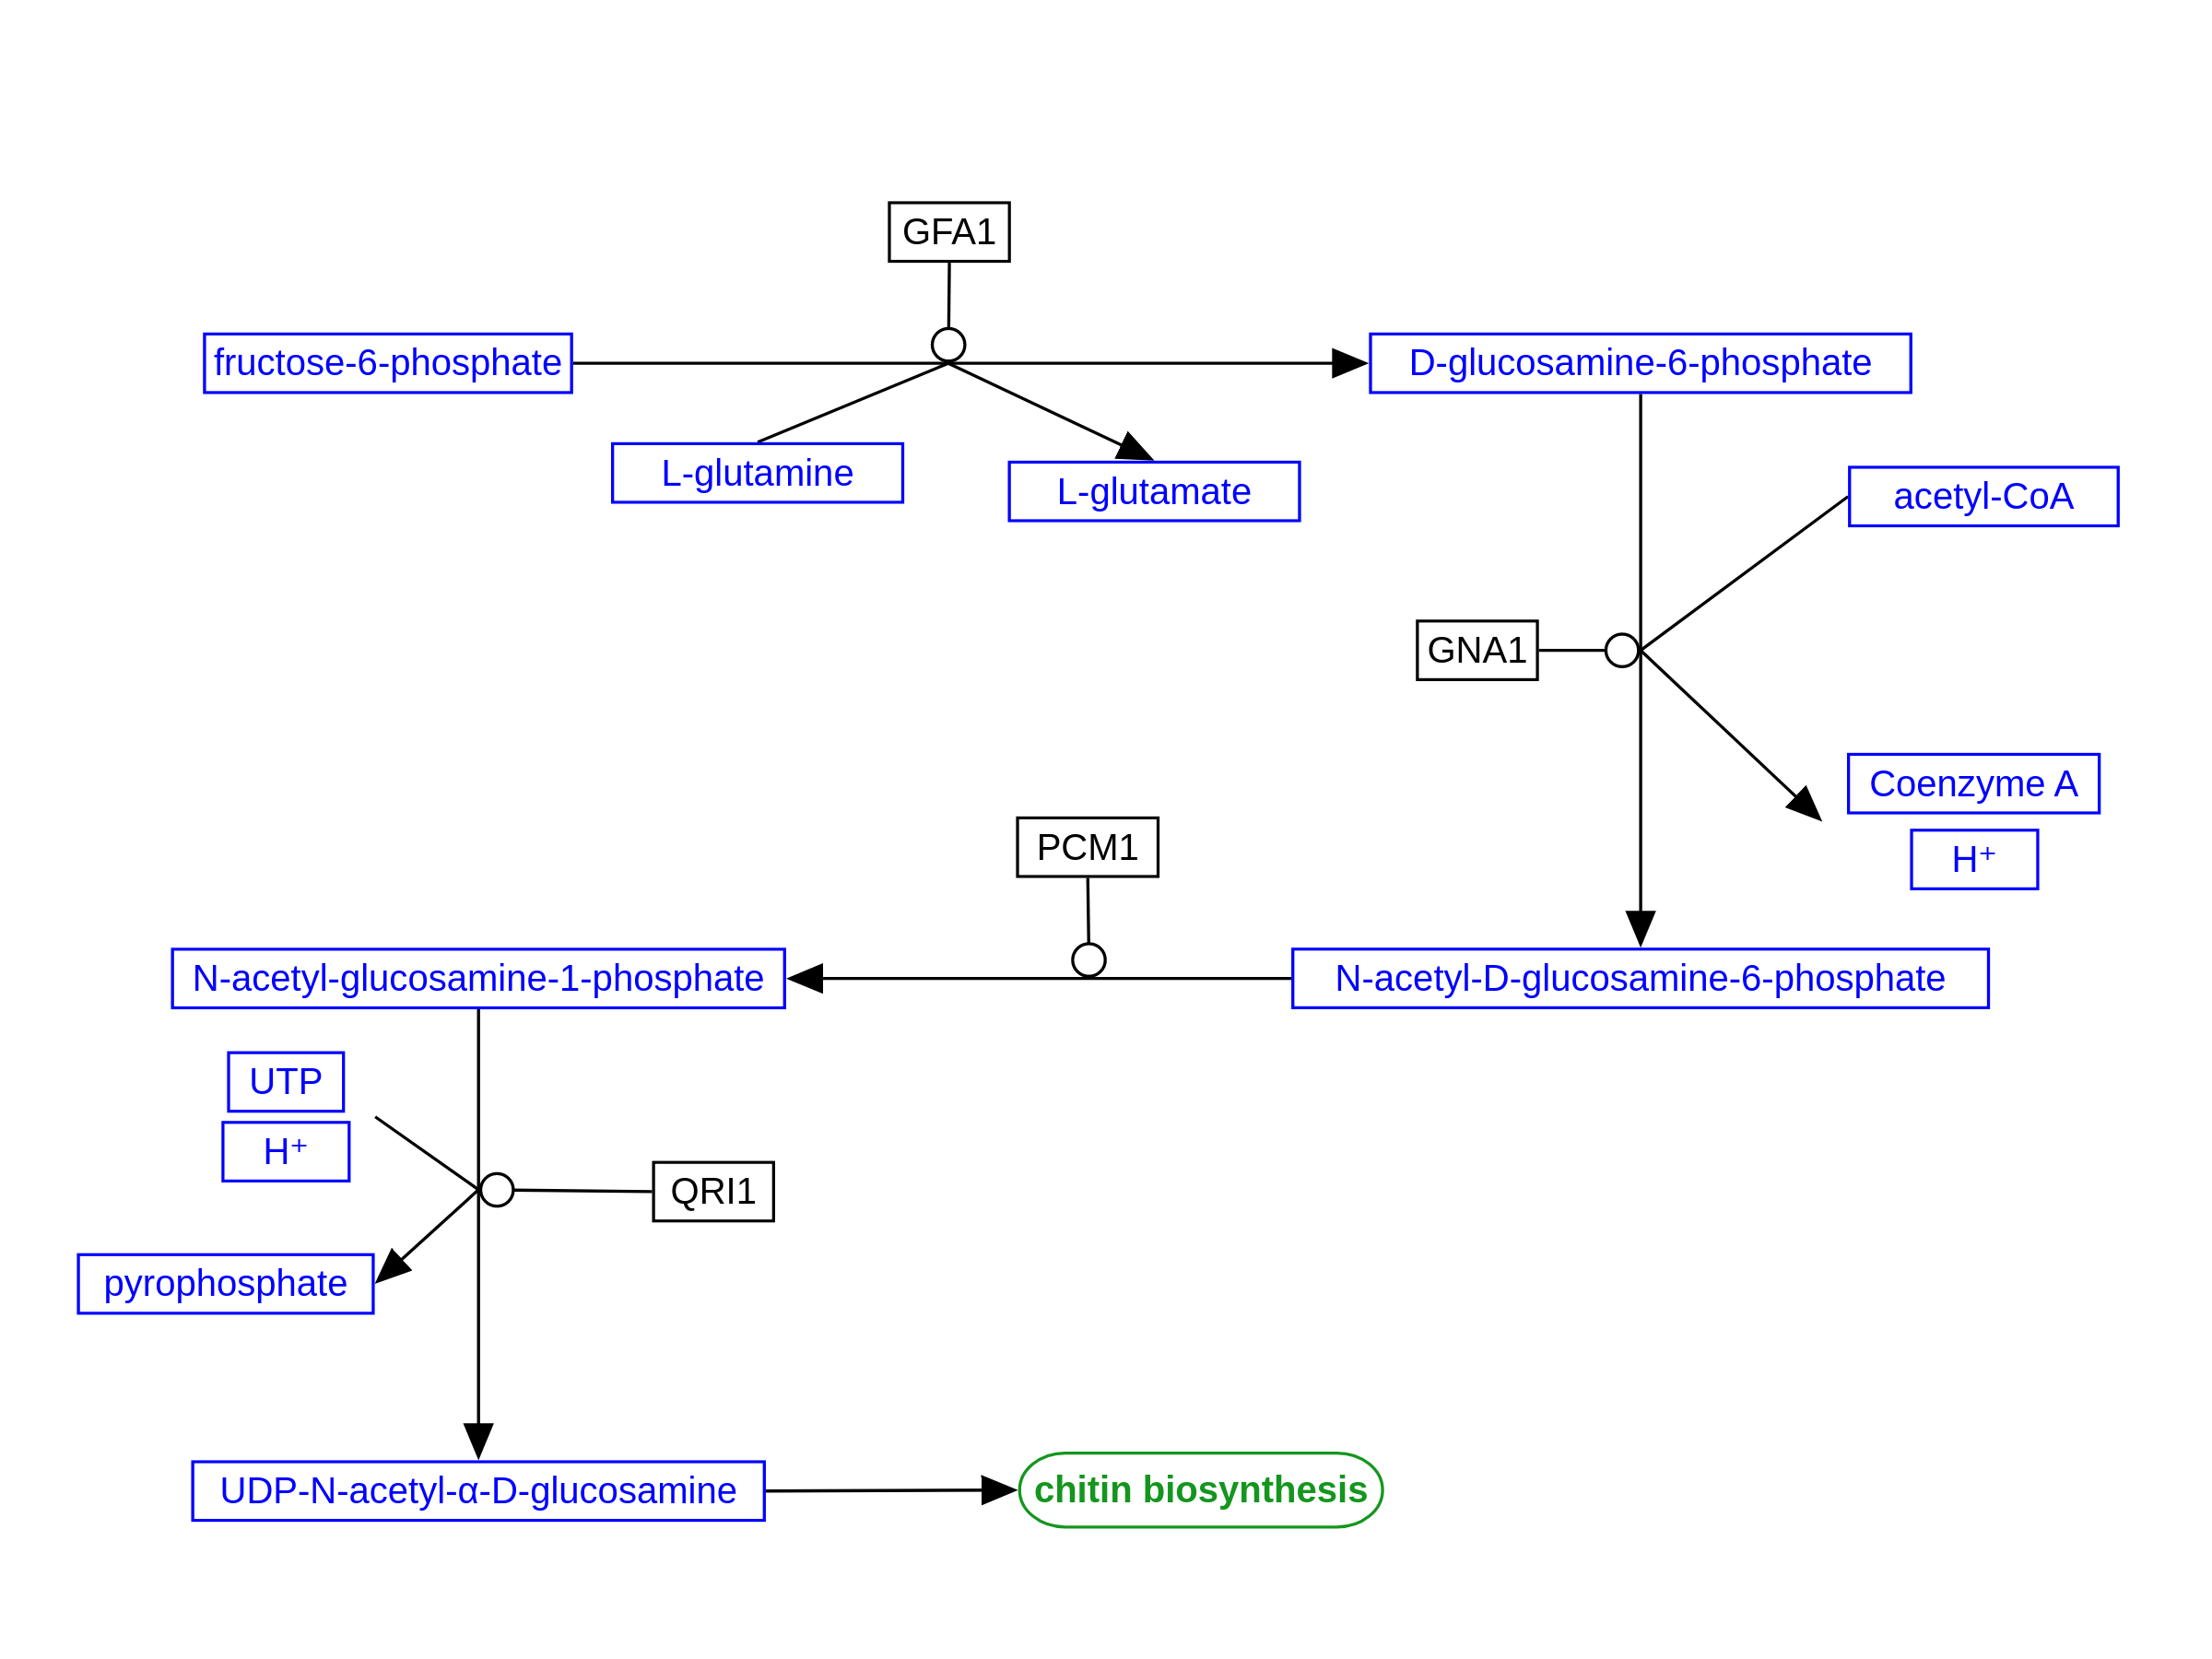 GFA1
fructose-6-phosphate
D-glucosamine-6-phosphate
L-glutamine
L-glutamate
acetyl-CoA
GNA1
Coenzyme A
H⁺
PCM1
N-acetyl-glucosamine-1-phosphate
N-acetyl-D-glucosamine-6-phosphate
UTP
H⁺
QRI1
pyrophosphate
UDP-N-acetyl-α-D-glucosamine
chitin biosynthesis